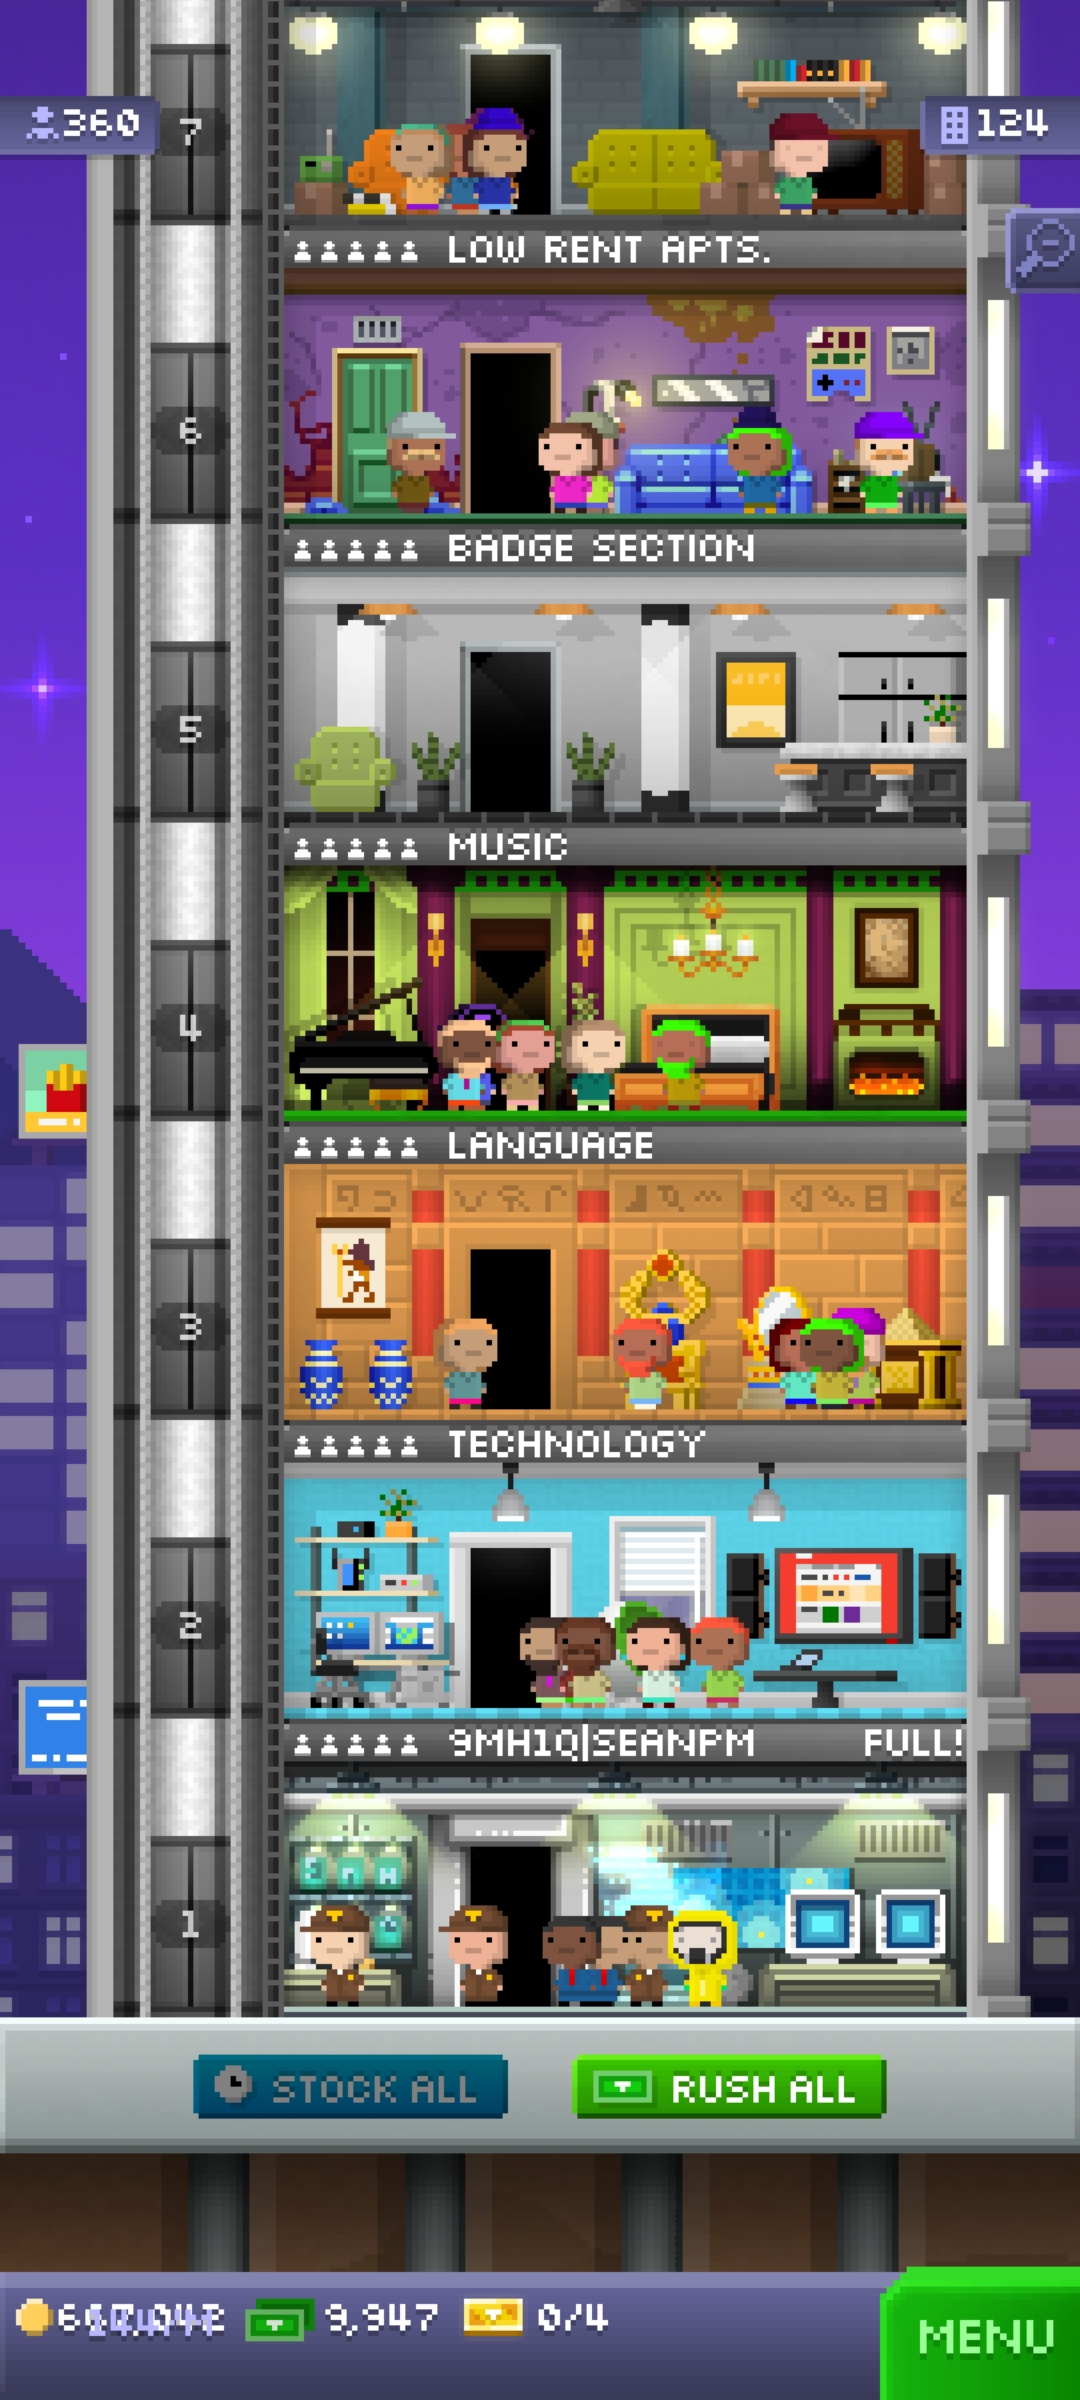 360
7
124
LOW RENT APTS.
6
BADGE SECTION
5
MUSIC
4
LANGUAGE
3
TECHNOLOGY
2
9MH1Q|SEANPM FULL!
1
STOCK ALL
RUSH ALL
9,947
0/4
MENU